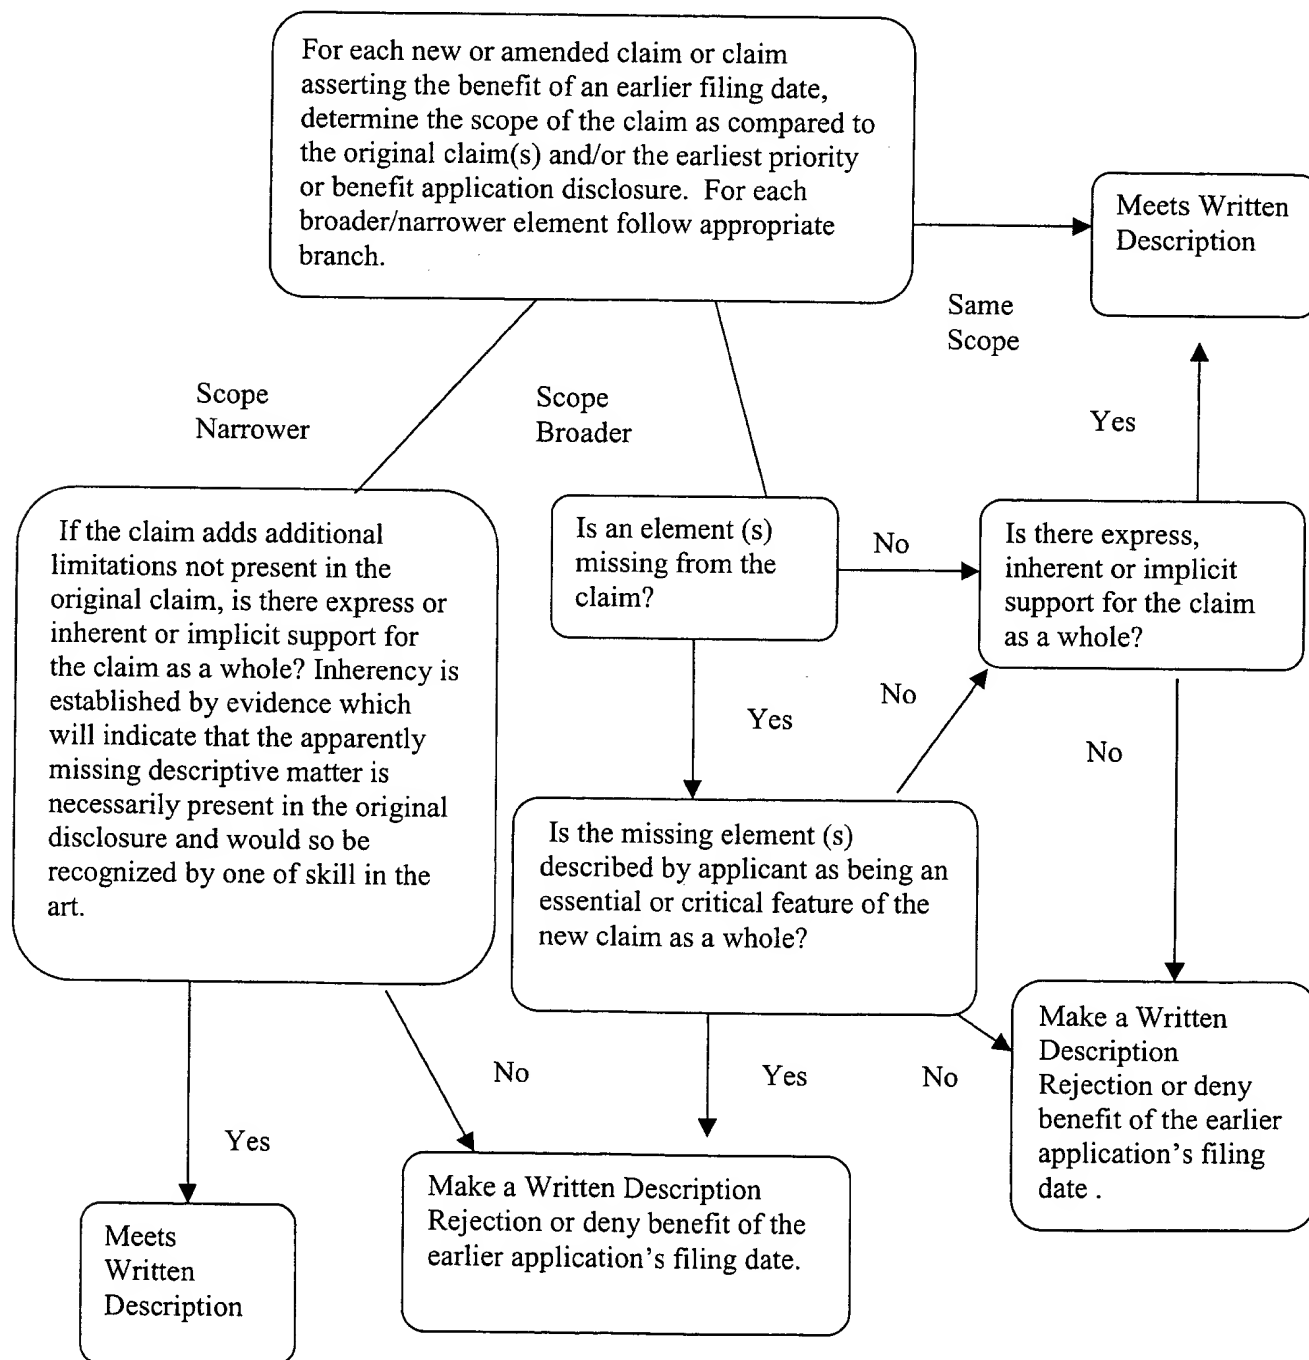 For each new or amended claim or claim
asserting the benefit of an earlier filing date,
determine the scope of the claim as compared to
the original claim(s) and/or the earliest priority
or benefit application disclosure. For each
broader/narrower element follow appropriate
branch.
Meets Written
Description
Same
Scope
Scope
Narrower
Scope
Broader
Yes
If the claim adds additional
limitations not present in the
original claim, is there express or
inherent or implicit support for
the claim as a whole? Inherency is
established by evidence which
will indicate that the apparently
missing descriptive matter is
necessarily present in the original
disclosure and would so be
recognized by one of skill in the
art.
Is an element (s)
missing from the
claim?
No
Is there express,
inherent or implicit
support for the claim
as a whole?
Yes
No
No
Is the missing element (s)
described by applicant as being an
essential or critical feature of the
new claim as a whole?
Make a Written
Description
Rejection or deny
benefit of the earlier
application's filing
date .
No
Yes
No
Yes
Make a Written Description
Rejection or deny benefit of the
earlier application's filing date.
Meets
Written
Description